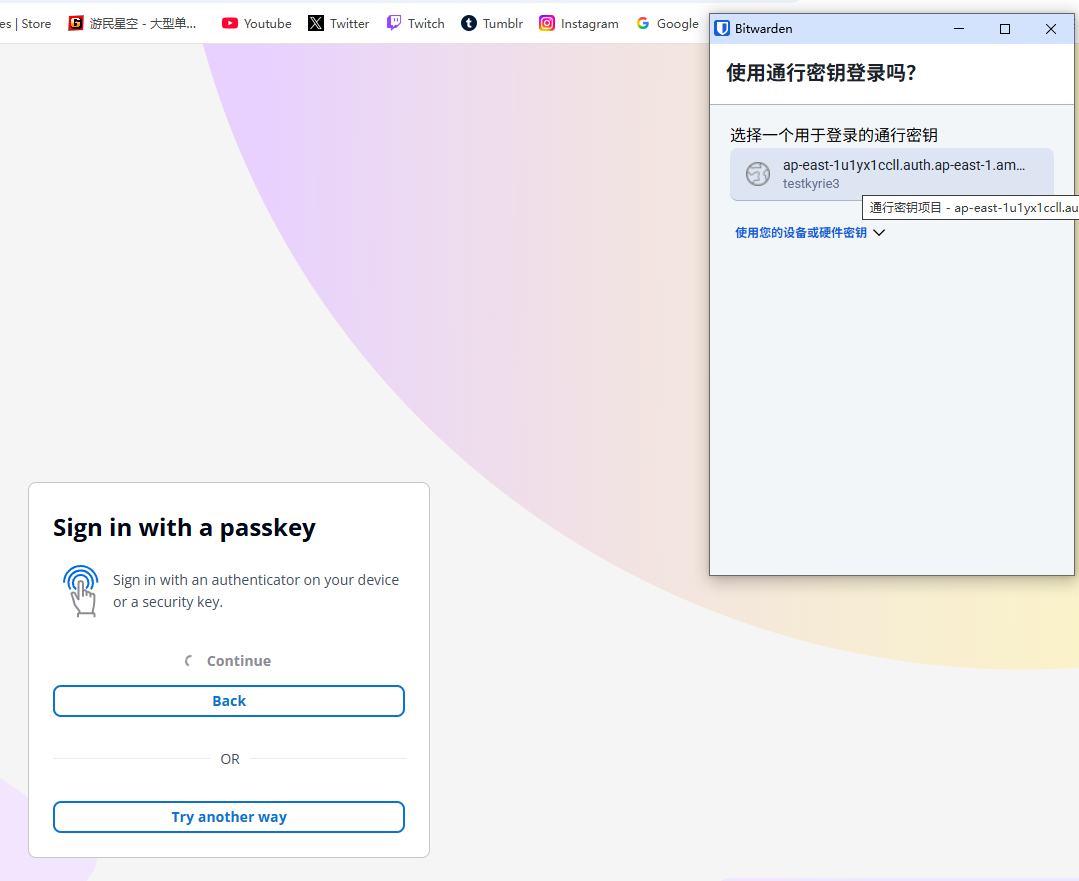 es | Store 游民星空 - 大型单... Youtube Twitter Twitch Tumblr Instagram Google
Bitwarden
使用通行密钥登录吗?
选择一个用于登录的通行密钥
ap-east-1u1yx1ccll.auth.ap-east-1.am...
testkyrie3
通行密钥项目 - ap-east-1u1yx1ccll.au
使用您的设备或硬件密钥
Sign in with a passkey
Sign in with an authenticator on your device
or a security key.
Continue
Back
OR
Try another way